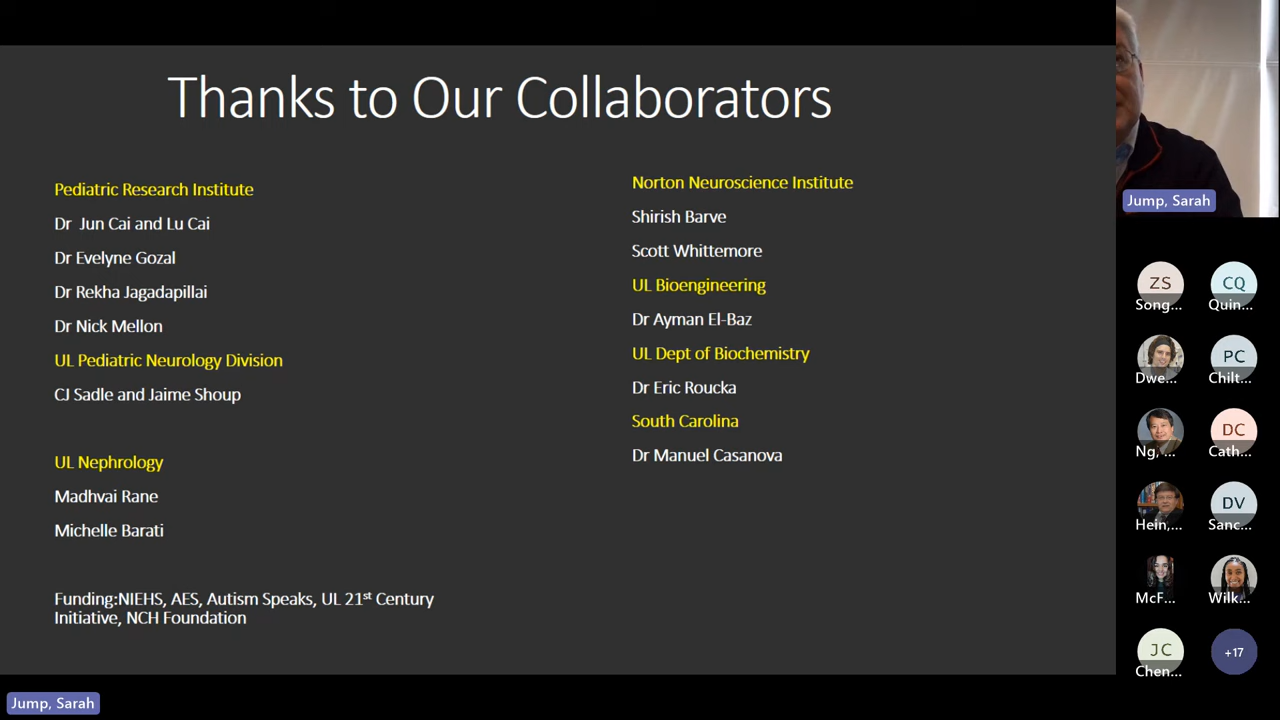 Thanks to Our Collaborators
Pediatric Research Institute
Dr  Jun Cai and Lu Cai
Dr Evelyne Gozal
Dr Rekha Jagadapillai
Dr Nick Mellon
UL Pediatric Neurology Division
CJ Sadle and Jaime Shoup
UL Nephrology
Madhvai Rane
Michelle Barati
Funding:NIEHS, AES, Autism Speaks, UL 21st Century
Initiative, NCH Foundation
Norton Neuroscience Institute
Shirish Barve
Scott Whittemore
UL Bioengineering
Dr Ayman El-Baz
UL Dept of Biochemistry
Dr Eric Roucka
South Carolina
Dr Manuel Casanova
Jump, Sarah
ZS
Song...
CQ
Quin...
Dwe...
PC
Chilt...
Ng, ...
DC
Cath...
Hein,...
DV
Sanc...
McF...
Wilk...
JC
Chen...
+17
Jump, Sarah